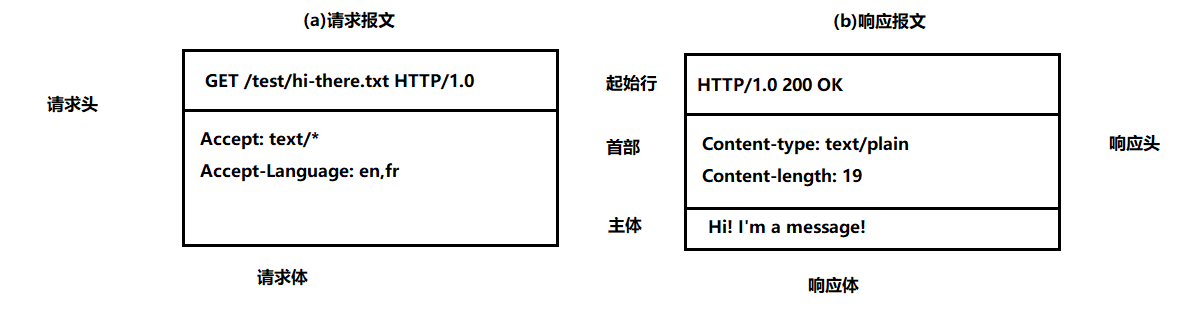 (a)请求报文
(b)响应报文
请求头
GET /test/hi-there.txt HTTP/1.0
Accept: text/*
Accept-Language: en,fr
请求体
起始行
HTTP/1.0 200 OK
首部
Content-type: text/plain
Content-length: 19
响应头
主体
Hi! I'm a message!
响应体